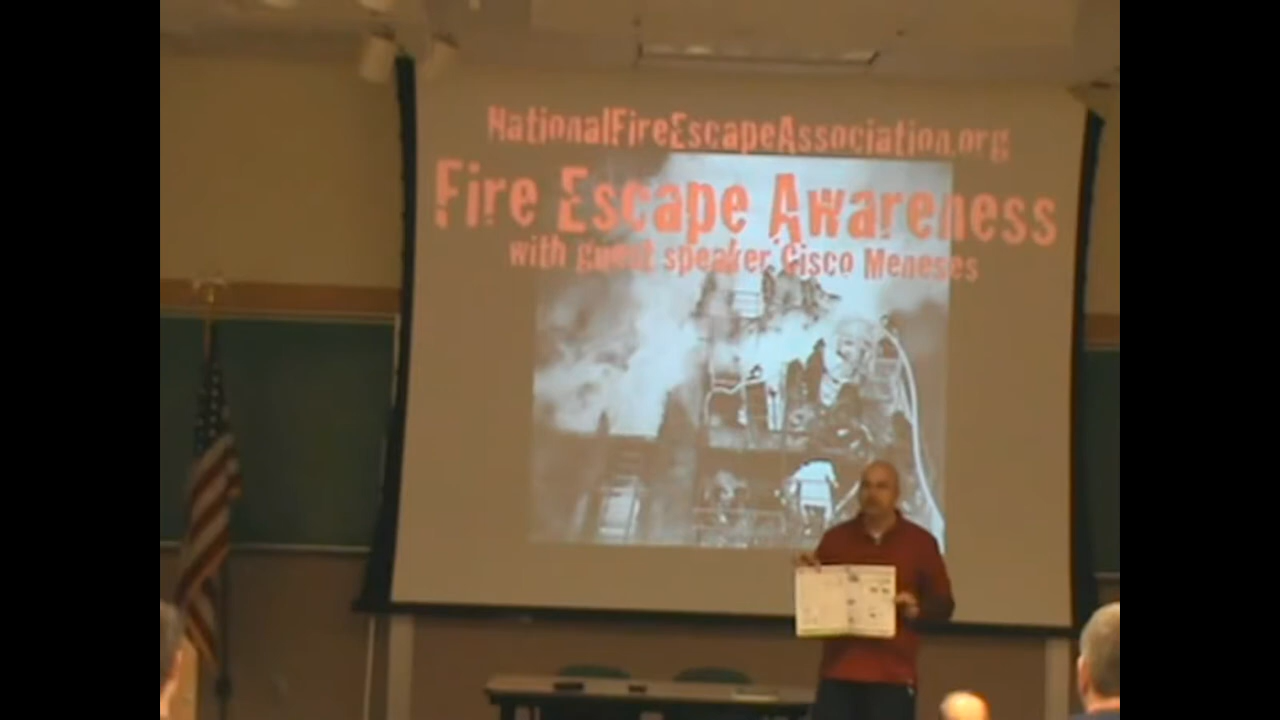 NationalFireEscapeAssociation.org
Fire Escape Awareness
with guest speaker Cisco Meneses